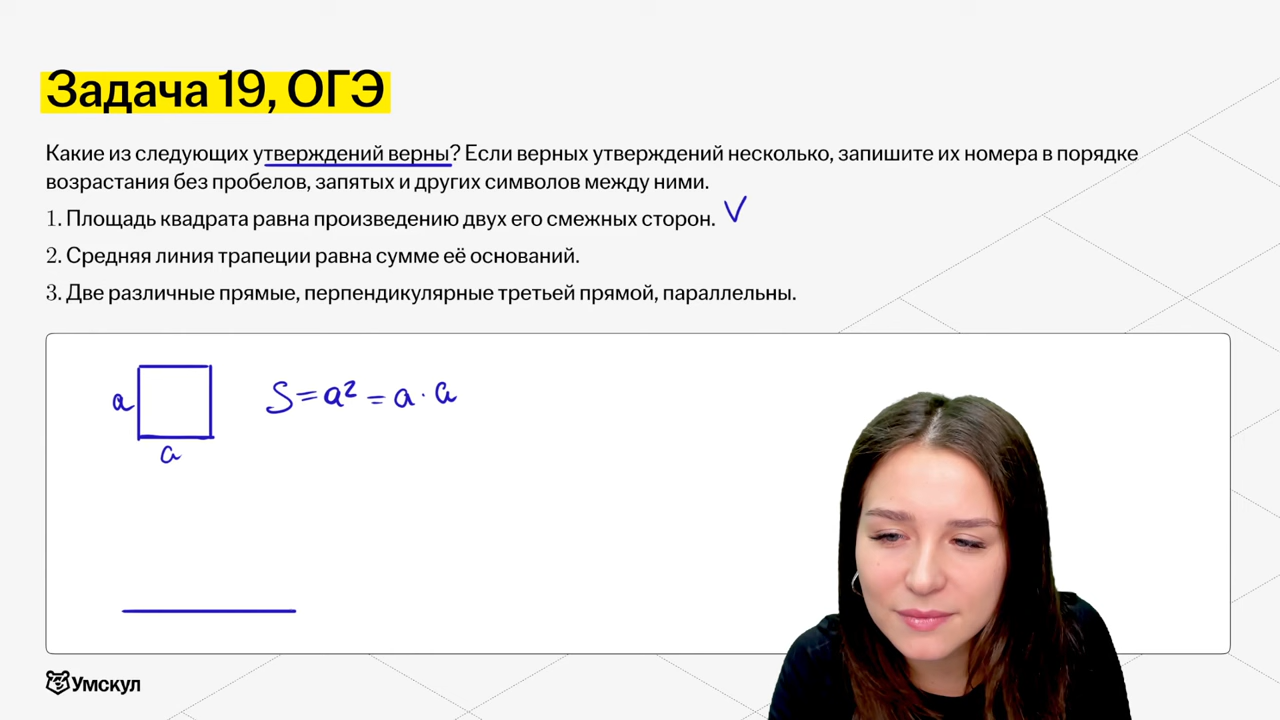 Задача 19, ОГЭ
Какие из следующих утверждений верны? Если верных утверждений несколько, запишите их номера в порядке
возрастания без пробелов, запятых и других символов между ними.
1. Площадь квадрата равна произведению двух его смежных сторон. V
2. Средняя линия трапеции равна сумме её оснований.
3. Две различные прямые, перпендикулярные третьей прямой, параллельны.
a
S = a² = a · a
a
Умскул